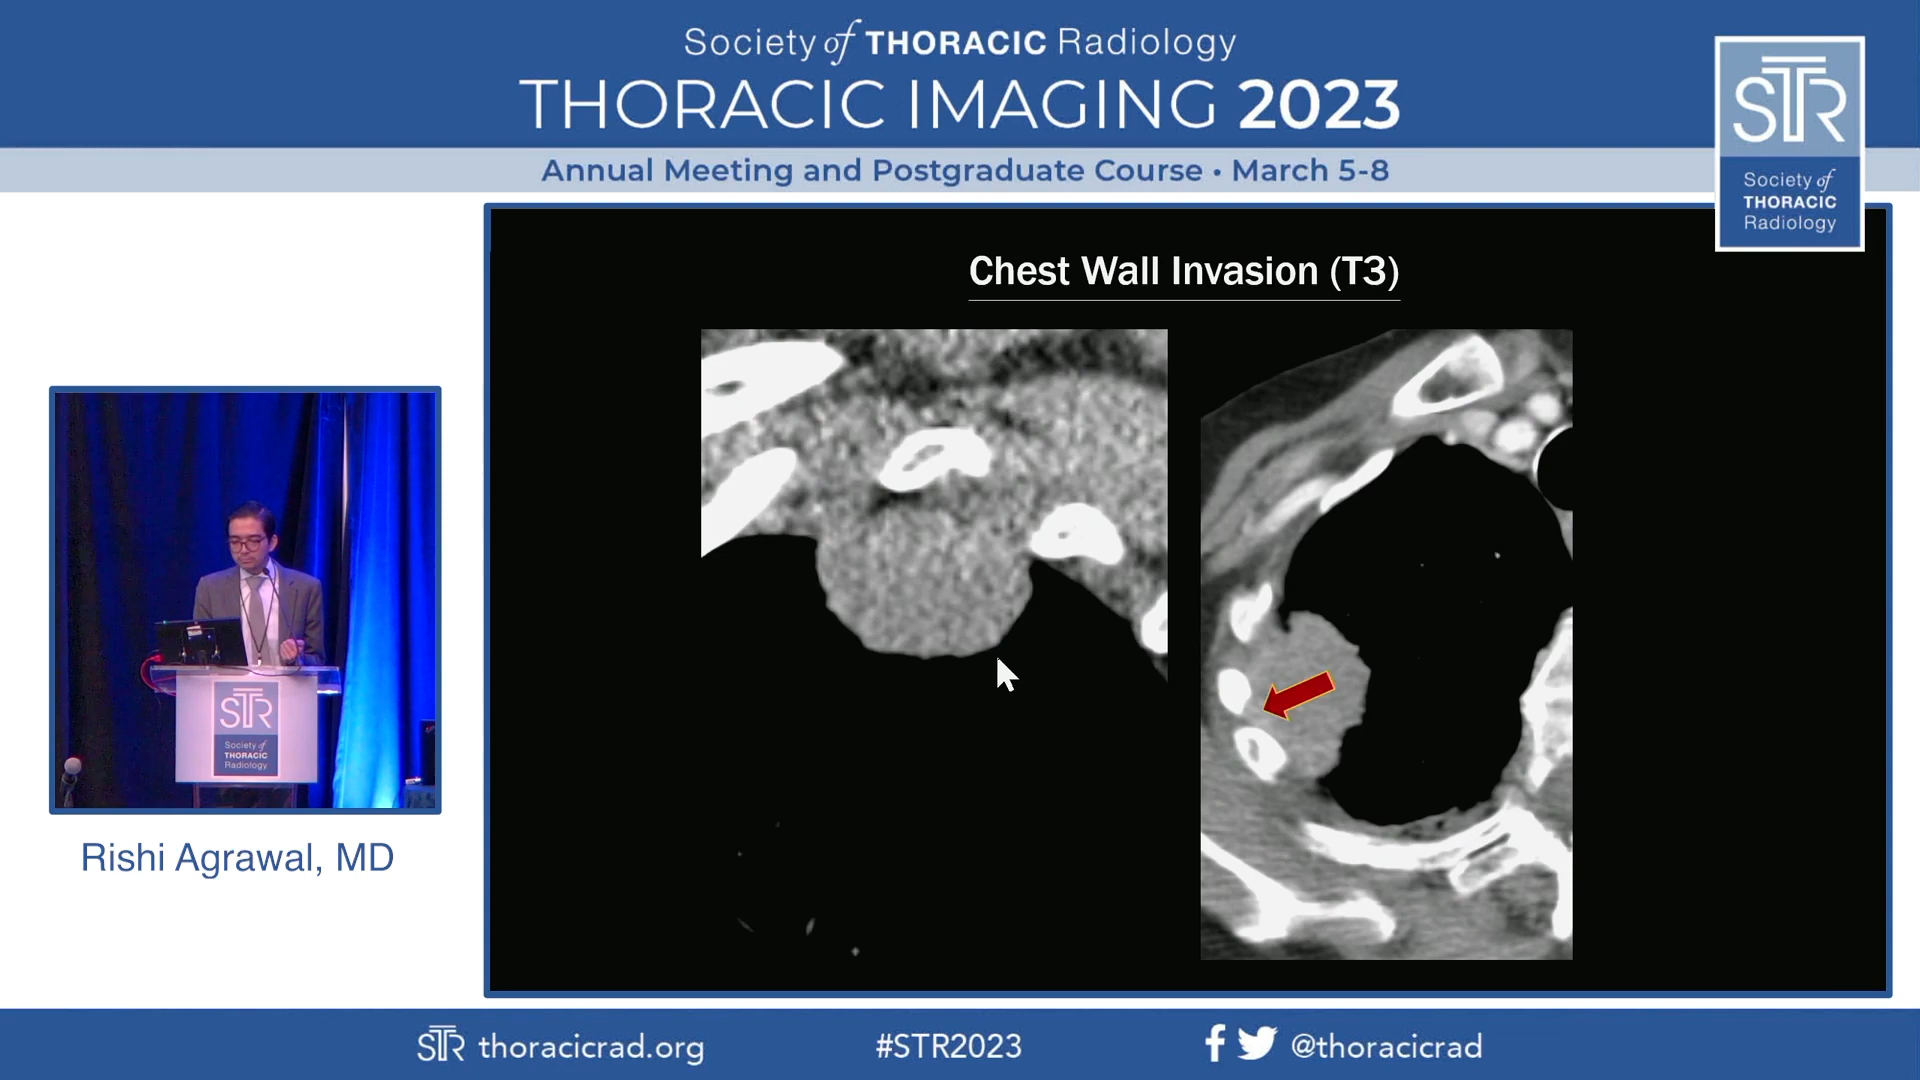 Society of THORACIC Radiology
THORACIC IMAGING 2023
Annual Meeting and Postgraduate Course • March 5-8
STR
Society of
THORACIC
Radiology
Chest Wall Invasion (T3)
STR
Society of
THORACIC
Radiology
Rishi Agrawal, MD
STR thoracicrad.org
#STR2023
@thoracicrad